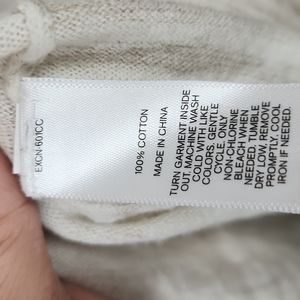 EXCN-601CC
100% COTTON
MADE IN CHINA
TURN GARMENT INSIDE
OUT. MACHINE WASH
COLD WITH LIKE
COLORS, GENTLE
CYCLE. ONLY
NON-CHLORINE
BLEACH WHEN
NEEDED. TUMBLE
DRY LOW. REMOVE
PROMPTLY, COOL
IRON IF NEEDED.